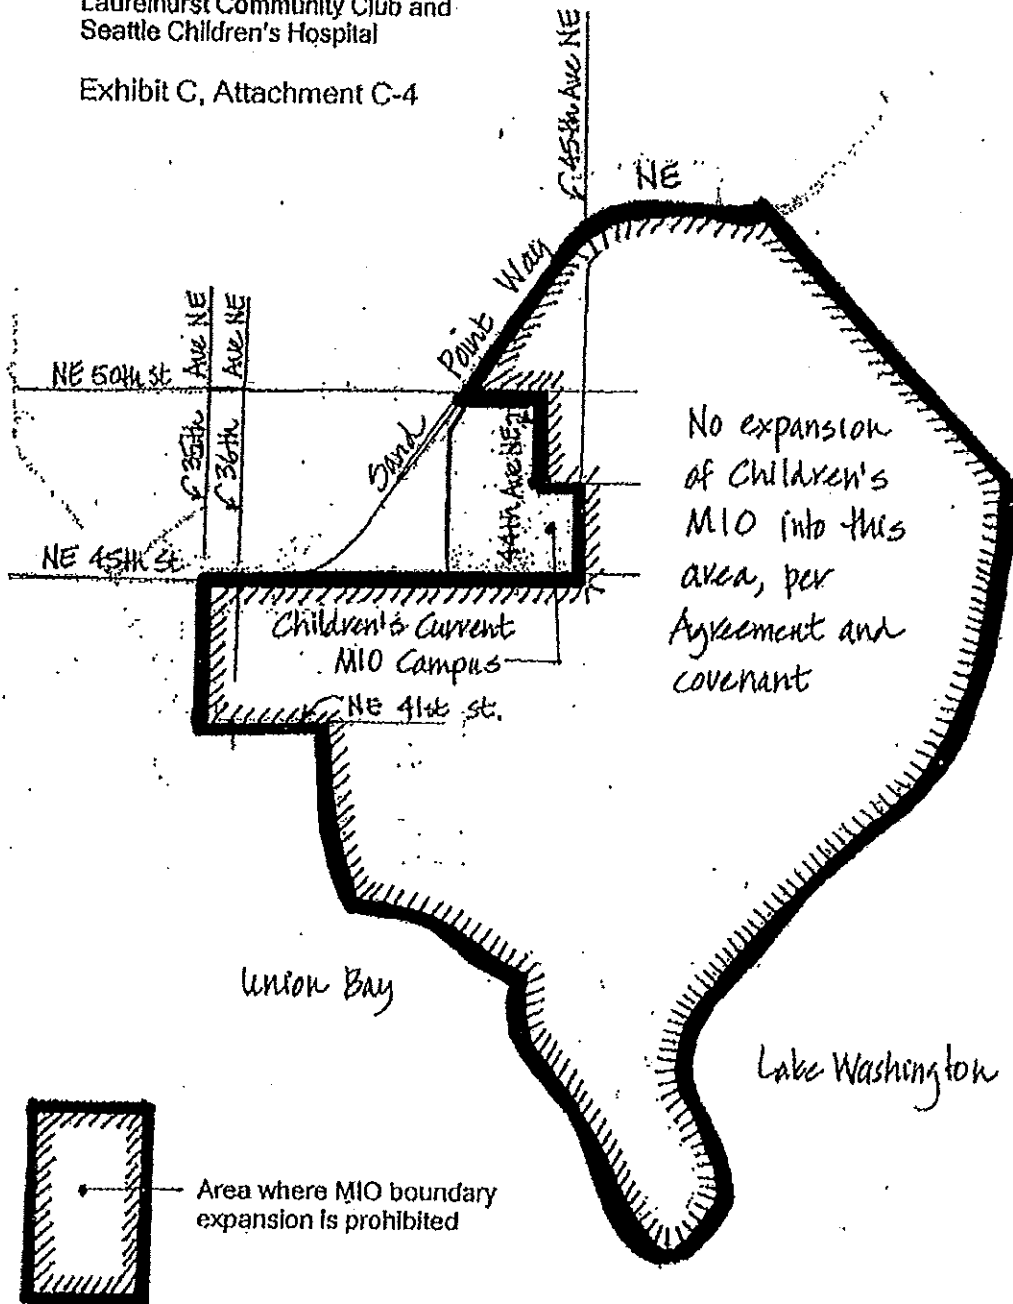 Laurelhurst Community Club and
Seattle Children's Hospital
Exhibit C, Attachment C-4
45th Ave NE
NE
Sand Point Way
35th Ave NE
36th Ave NE
NE 50th St
44th Ave NE
NE 45th St
No expansion
of Children's
MIO into this
area, per
Agreement and
covenant
Children's Current
MIO Campus
NE 41st St.
Union Bay
Lake Washington
Area where MIO boundary
expansion is prohibited